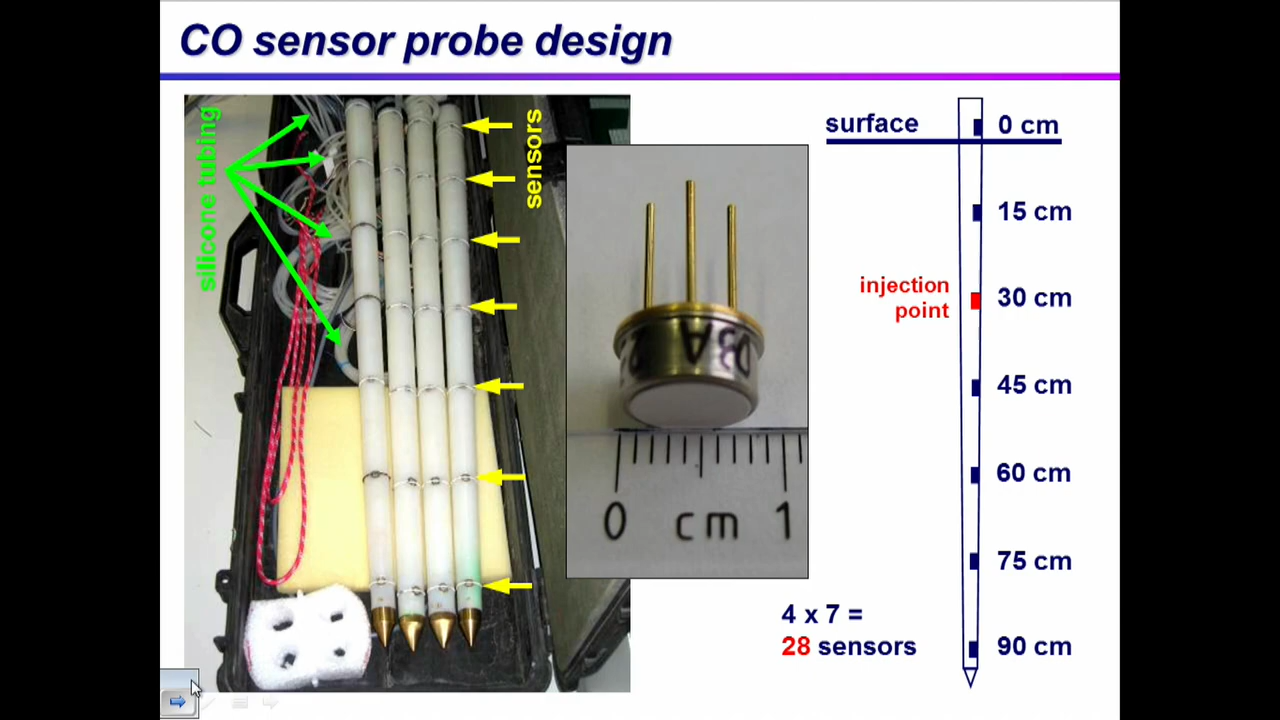 CO sensor probe design
silicone tubing
sensors
0 cm 1
surface
0 cm
15 cm
injection
point
30 cm
45 cm
60 cm
75 cm
90 cm
4 x 7 =
28 sensors